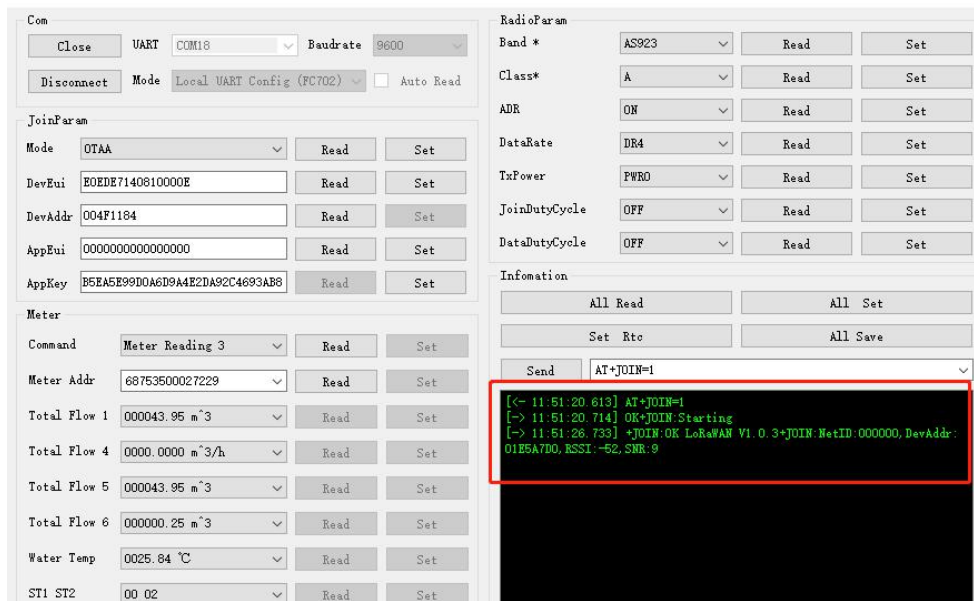 Com
Close UART COM18 Baudrate 9600
Disconnect Mode Local UART Config (FC702) Auto Read
JoinParam
Mode OTAA Read Set
DevEui E0EDE7140810000E Read Set
DevAddr 004F1184 Read Set
AppEui 0000000000000000 Read Set
AppKey B5EA5E99D0A6D9A4E2DA92C4693AB8 Read Set
Meter
Command Meter Reading 3 Read Set
Meter Addr 68753500027229 Read Set
Total Flow 1 000043.95 m^3 Read Set
Total Flow 4 0000.0000 m^3/h Read Set
Total Flow 5 000043.95 m^3 Read Set
Total Flow 6 000000.25 m^3 Read Set
Water Temp 0025.84 ℃ Read Set
ST1 ST2 00 02 Read Set
RadioParam
Band * AS923 Read Set
Class* A Read Set
ADR ON Read Set
DataRate DR4 Read Set
TxPower PWR0 Read Set
JoinDutyCycle OFF Read Set
DataDutyCycle OFF Read Set
Infomation
All Read All Set
Set Rtc All Save
Send AT+JOIN=1
[<- 11:51:20.613] AT+JOIN=1
[-> 11:51:20.714] OK+JOIN:Starting
[-> 11:51:26.733] +JOIN:OK LoRaWAN V1.0.3+JOIN:NetID:000000,DevAddr:
01E5A7D0,RSSI:-52,SNR:9